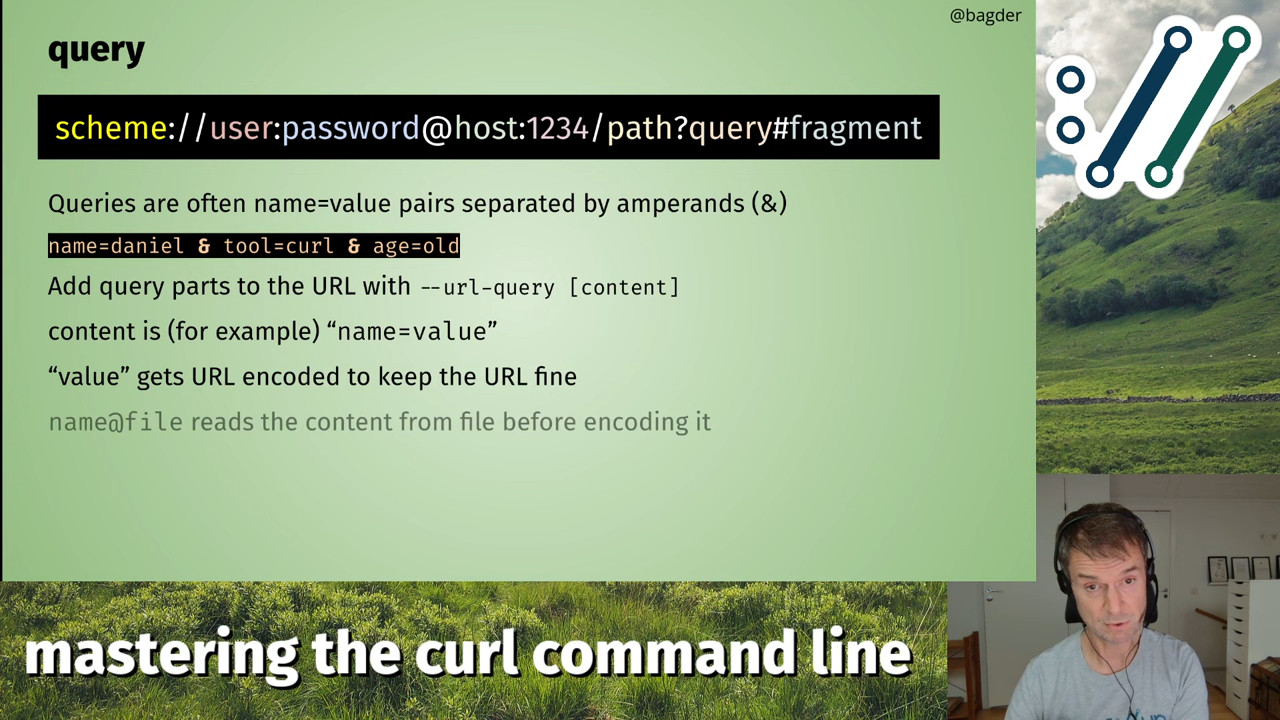 @bagder
query
scheme://user:password@host:1234/path?query#fragment
Queries are often name=value pairs separated by amperands (&)
name=daniel & tool=curl & age=old
Add query parts to the URL with --url-query [content]
content is (for example) “name=value”
“value” gets URL encoded to keep the URL fine
name@file reads the content from file before encoding it
mastering the curl command line